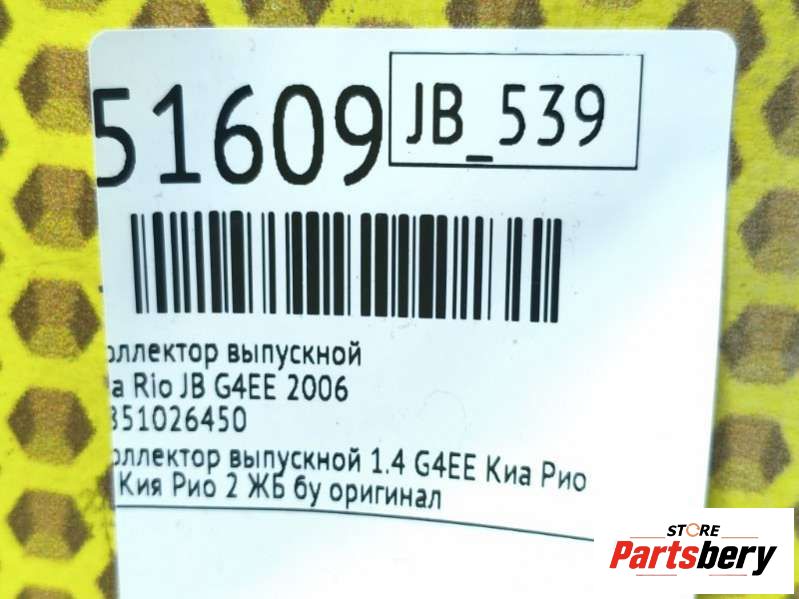 51609
JB_539
оллектор выпускной
a Rio JB G4EE 2006
851026450
оллектор выпускной 1.4 G4EE Киа Рио
Кия Рио 2 ЖБ бу оригинал
STORE
Partsbery